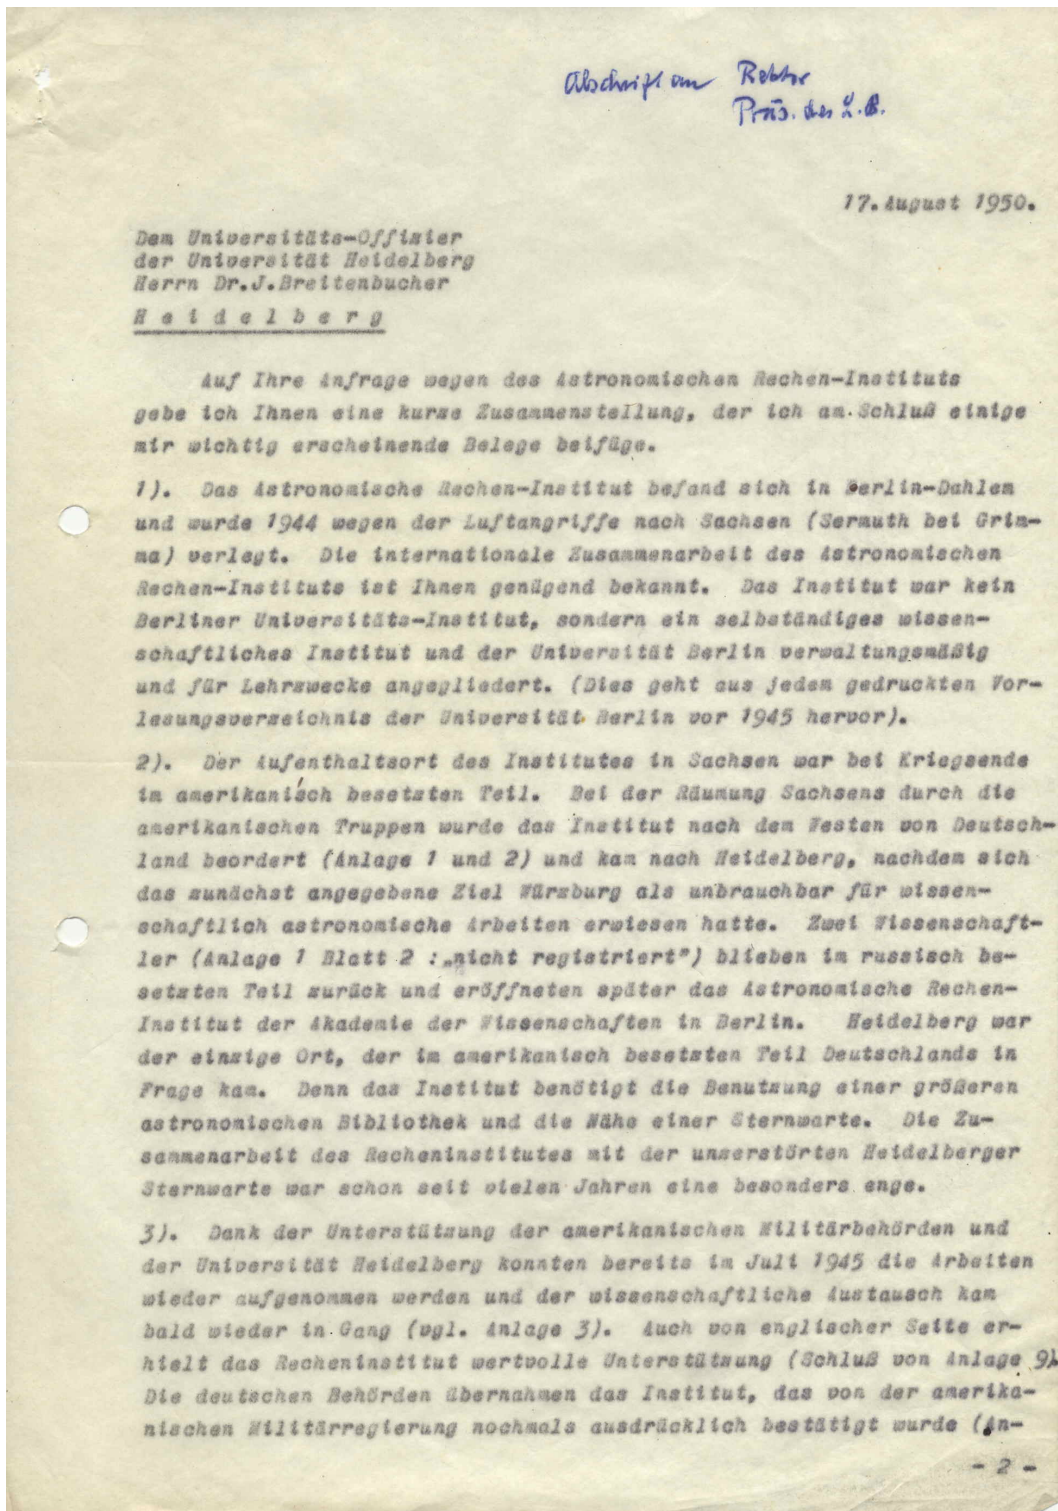 Abschrift an Rektor
Präs. des L.B.
17.August 1950.
Dem Universitäts-Offizier
der Universität Heidelberg
Herrn Dr.J.Breitenbucher
H e i d e l b e r g
Auf Ihre Anfrage wegen des Astronomischen Rechen-Instituts
gebe ich Ihnen eine kurze Zusammenstellung, der ich am Schluß einige
mir wichtig erscheinende Belege beifüge.
1). Das Astronomische Rechen-Institut befand sich in Berlin-Dahlem
und wurde 1944 wegen der Luftangriffe nach Sachsen (Sermuth bei Grim-
ma) verlegt. Die internationale Zusammenarbeit des Astronomischen
Rechen-Instituts ist Ihnen genügend bekannt. Das Institut war kein
Berliner Universitäts-Institut, sondern ein selbständiges wissen-
schaftliches Institut und der Universität Berlin verwaltungsmäßig
und für Lehrzwecke angegliedert. (Dies geht aus jedem gedruckten Vor-
lesungsverzeichnis der Universität Berlin vor 1945 hervor).
2). Der Aufenthaltsort des Institutes in Sachsen war bei Kriegsende
im amerikanisch besetzten Teil. Bei der Räumung Sachsens durch die
amerikanischen Truppen wurde das Institut nach dem Westen von Deutsch-
land beordert (Anlage 1 und 2) und kam nach Heidelberg, nachdem sich
das zunächst angegebene Ziel Würzburg als unbrauchbar für wissen-
schaftlich astronomische Arbeiten erwiesen hatte. Zwei Wissenschaft-
ler (Anlage 1 Blatt 2 :„nicht registriert") blieben im russisch be-
setzten Teil zurück und eröffneten später das Astronomische Rechen-
Institut der Akademie der Wissenschaften in Berlin. Heidelberg war
der einzige Ort, der im amerikanisch besetzten Teil Deutschlands in
Frage kam. Denn das Institut benötigt die Benutzung einer größeren
astronomischen Bibliothek und die Nähe einer Sternwarte. Die Zu-
sammenarbeit des Recheninstitutes mit der unzerstörten Heidelberger
Sternwarte war schon seit vielen Jahren eine besonders enge.
3). Dank der Unterstützung der amerikanischen Militärbehörden und
der Universität Heidelberg konnten bereits im Juli 1945 die Arbeiten
wieder aufgenommen werden und der wissenschaftliche Austausch kam
bald wieder in Gang (vgl. Anlage 3). Auch von englischer Seite er-
hielt das Recheninstitut wertvolle Unterstützung (Schluß von Anlage 9).
Die deutschen Behörden übernahmen das Institut, das von der amerika-
nischen Militärregierung nochmals ausdrücklich bestätigt wurde (An-
- 2 -